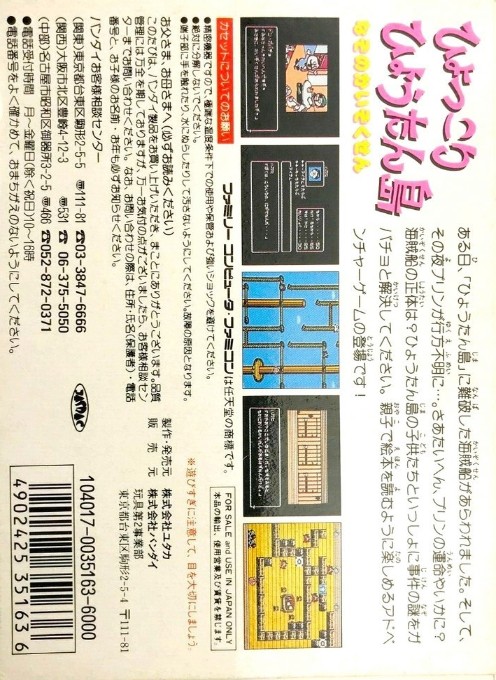 ひょっこり
ひょうたん島
なぞのかいぞくせん
ある日、「ひょうたん島」に難破した海賊船があらわれました。そして、
その夜プリンが行方不明に…。さあたいへん、プリンの運命やいかに？
海賊船の正体は？ひょうたん島の子供たちといっしょに事件の謎をガ
バチョと解決してください。親子で絵本を読むように楽しめるアドベ
ンチャーゲームの登場です！
ファミリーコンピュータ・ファミコンは任天堂の商標です。
FOR SALE and USE IN JAPAN ONLY
本品の輸出、使用営業及び賃貸を禁じます。
カセットについてのお願い
●精密機器ですので、極端な温度条件下での使用や保管および強いショックを避けてください。
●絶対に分解しないでください。
●端子部に手を触れたり、水にぬらしたりして汚さないようにしてください。故障の原因となります。
※遊びすぎに注意して、目を大切にしましょう。
お父さま、お母さまへ(必ずお読みください)
このたびは、バンダイ製品をお買い上げいただき、まことにありがとうございます。品質
管理には万全を期しておりますが、万一お気付の点がございましたら、お客様相談セン
ターまでお問い合わせください。なお、お問い合わせの際は、住所・氏名(保護者)・電話
番号と、お子様のお名前・年齢も必ずお知らせください。
バンダイお客様相談センター
(関東)東京都台東区駒形2-5-5 〒111-81 ☎03-3847-6666
(関西)大阪市北区豊崎4-12-3 〒531 ☎06-375-5050
(中部)名古屋市昭和区御器所3-2-5 〒466 ☎052-872-0371
●電話受付時間 月〜金曜日(除く祝日)10〜16時
●電話番号をよく確かめて、おまちがえのないようにしてください。
製作・発売元 株式会社ユタカ
販売元 株式会社バンダイ
玩具第2事業部
東京都台東区駒形2-5-4 〒111-81
104017-0035163-6000
4902425351636